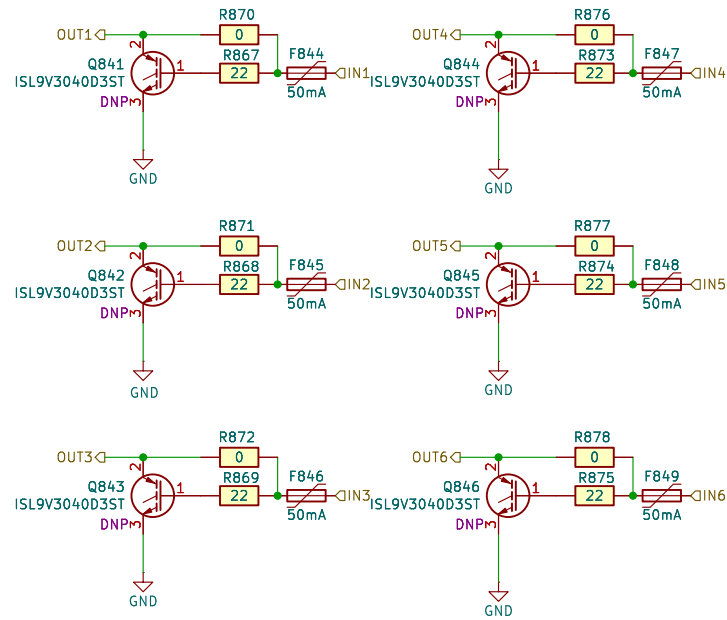 R870
OUT1
0
2
Q841
R867
F844
ISL9V3040D3ST
1
22
IN1
DNP
3
50mA
GND
R876
OUT4
0
2
Q844
R873
F847
ISL9V3040D3ST
1
22
IN4
DNP
3
50mA
GND
R871
OUT2
0
2
Q842
R868
F845
ISL9V3040D3ST
1
22
IN2
DNP
3
50mA
GND
R877
OUT5
0
2
Q845
R874
F848
ISL9V3040D3ST
1
22
IN5
DNP
3
50mA
GND
R872
OUT3
0
2
Q843
R869
F846
ISL9V3040D3ST
1
22
IN3
DNP
3
50mA
GND
R878
OUT6
0
2
Q846
R875
F849
ISL9V3040D3ST
1
22
IN6
DNP
3
50mA
GND